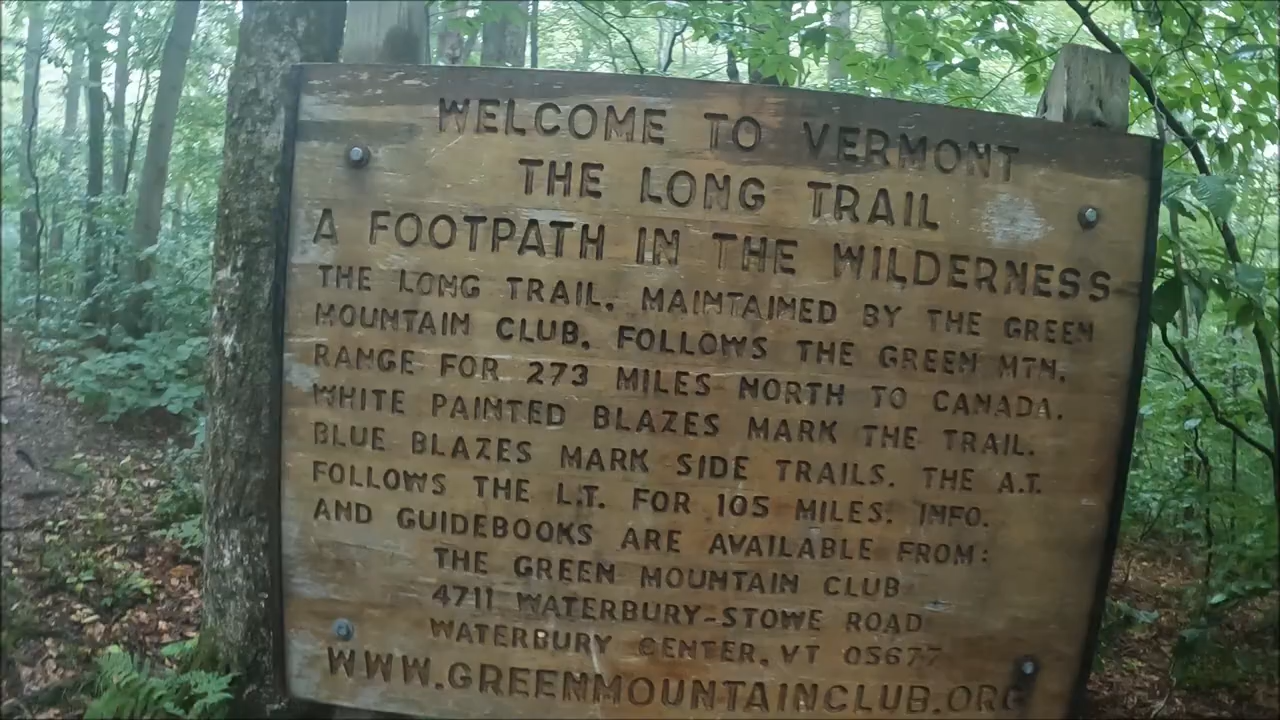 WELCOME TO VERMONT
THE LONG TRAIL
A FOOTPATH IN THE WILDERNESS
THE LONG TRAIL, MAINTAINED BY THE GREEN
MOUNTAIN CLUB, FOLLOWS THE GREEN MTN.
RANGE FOR 273 MILES NORTH TO CANADA.
WHITE PAINTED BLAZES MARK THE TRAIL.
BLUE BLAZES MARK SIDE TRAILS. THE A.T.
FOLLOWS THE L.T. FOR 105 MILES. INFO.
AND GUIDEBOOKS ARE AVAILABLE FROM:
THE GREEN MOUNTAIN CLUB
4711 WATERBURY-STOWE ROAD
WATERBURY CENTER, VT 05677
WWW.GREENMOUNTAINCLUB.ORG